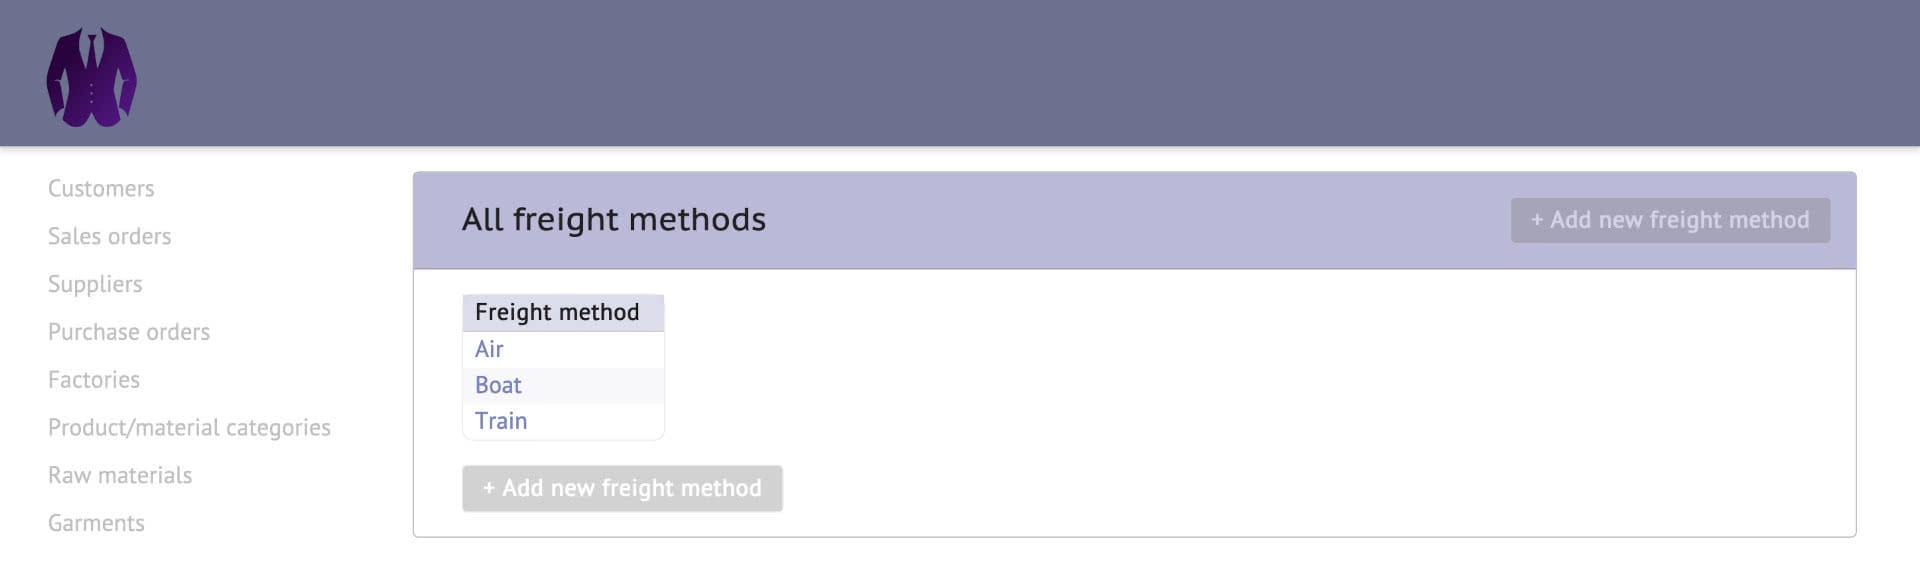 Customers
Sales orders
Suppliers
Purchase orders
Factories
Product/material categories
Raw materials
Garments
All freight methods
+ Add new freight method
Freight method
Air
Boat
Train
+ Add new freight method